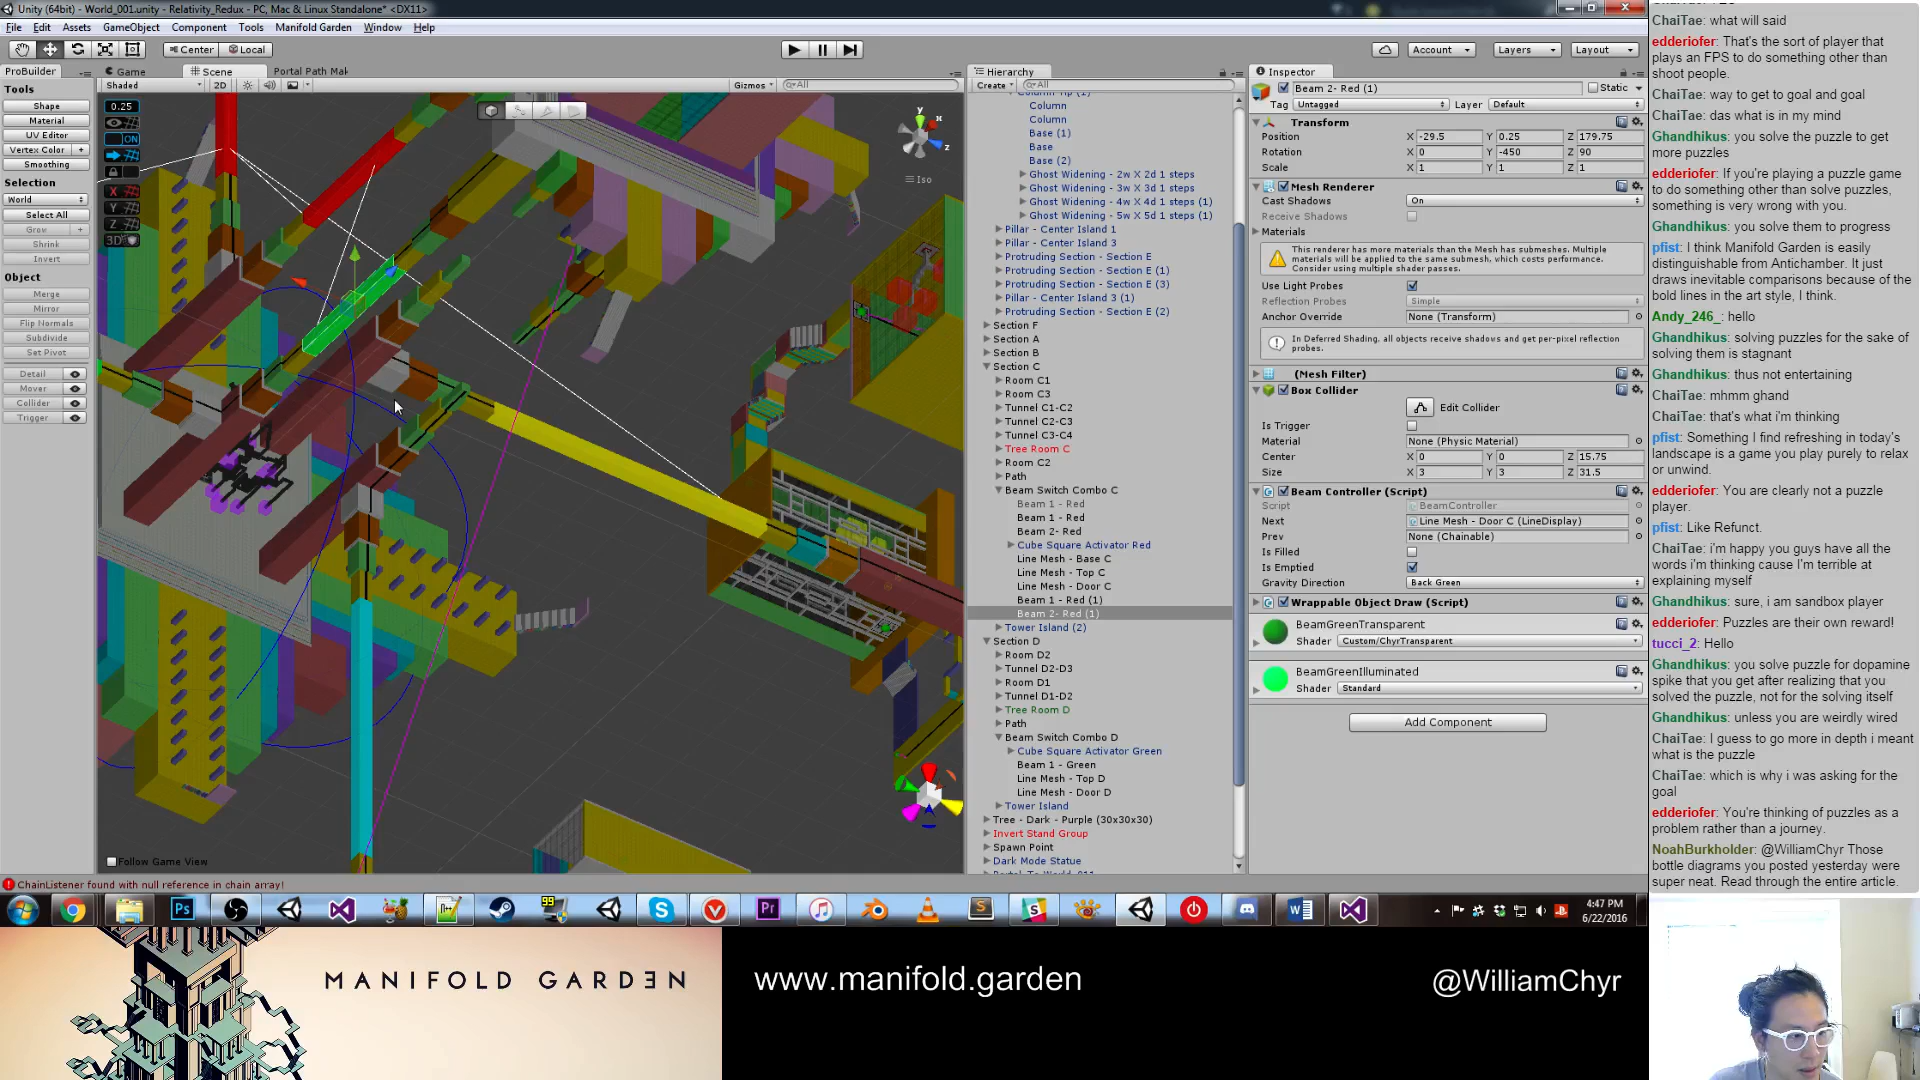 Unity (64bit) - World_001.unity - Relativity_Redux - PC, Mac & Linux Standalone* <DX11>
File Edit Assets GameObject Component Tools Manifold Garden Window Help
Center Local Account Layers Layout
ProBuilder Game Scene Portal Path Mak
Shaded 2D Gizmos All
Tools
Shape
Material
UV Editor
Vertex Color +
Smoothing
Selection
World
Select All
Grow +
Shrink
Invert
Object
Merge
Mirror
Flip Normals
Subdivide
Set Pivot
Detail
Mover
Collider
Trigger
0.25
ON
X
Y
Z
3D
y
x
z
Iso
Follow Game View
Hierarchy
Create All
Column Tip (1)
Column
Column
Base (1)
Base
Base (2)
Ghost Widening - 2w X 2d 1 steps
Ghost Widening - 3w X 3d 1 steps
Ghost Widening - 4w X 4d 1 steps (1)
Ghost Widening - 5w X 5d 1 steps (1)
Pillar - Center Island 1
Pillar - Center Island 3
Protruding Section - Section E
Protruding Section - Section E (1)
Protruding Section - Section E (3)
Pillar - Center Island 3 (1)
Protruding Section - Section E (2)
Section F
Section A
Section B
Section C
Room C1
Room C3
Tunnel C1-C2
Tunnel C2-C3
Tunnel C3-C4
Tree Room C
Room C2
Path
Beam Switch Combo C
Beam 1 - Red
Beam 1 - Red
Beam 2- Red
Cube Square Activator Red
Line Mesh - Base C
Line Mesh - Top C
Line Mesh - Door C
Beam 1 - Red (1)
Beam 2- Red (1)
Tower Island (2)
Section D
Room D2
Tunnel D2-D3
Room D1
Tunnel D1-D2
Tree Room D
Path
Beam Switch Combo D
Cube Square Activator Green
Beam 1 - Green
Line Mesh - Top D
Line Mesh - Door D
Tower Island
Tree - Dark - Purple (30x30x30)
Invert Stand Group
Spawn Point
Dark Mode Statue
Portal To World_011
Inspector
Beam 2- Red (1) Static
Tag Untagged Layer Default
Transform
Position X -29.5 Y 0.25 Z 179.75
Rotation X 0 Y -450 Z 90
Scale X 1 Y 1 Z 1
Mesh Renderer
Cast Shadows On
Receive Shadows
Materials
This renderer has more materials than the Mesh has submeshes. Multiple
materials will be applied to the same submesh, which costs performance.
Consider using multiple shader passes.
Use Light Probes
Reflection Probes Simple
Anchor Override None (Transform)
In Deferred Shading, all objects receive shadows and get per-pixel reflection
probes.
(Mesh Filter)
Box Collider
Edit Collider
Is Trigger
Material None (Physic Material)
Center X 0 Y 0 Z 15.75
Size X 3 Y 3 Z 31.5
Beam Controller (Script)
Script BeamController
Next Line Mesh - Door C (LineDisplay)
Prev None (Chainable)
Is Filled
Is Emptied
Gravity Direction Back Green
Wrappable Object Draw (Script)
BeamGreenTransparent
Shader Custom/ChyrTransparent
BeamGreenIlluminated
Shader Standard
Add Component
ChainListener found with null reference in chain array!
4:47 PM
6/22/2016
ChaiTae: what will said
edderiofer: That's the sort of player that
plays an FPS to do something other than
shoot people.
ChaiTae: way to get to goal and goal
ChaiTae: das what is in my mind
Ghandhikus: you solve the puzzle to get
more puzzles
edderiofer: If you're playing a puzzle game
to do something other than solve puzzles,
something is very wrong with you.
Ghandhikus: you solve them to progress
pfist: I think Manifold Garden is easily
distinguishable from Antichamber. It just
draws inevitable comparisons because of the
bold lines in the art style, I think.
Andy_246_: hello
Ghandhikus: solving puzzles for the sake of
solving them is stagnant
Ghandhikus: thus not entertaining
ChaiTae: mhmm ghand
ChaiTae: that's what i'm thinking
pfist: Something I find refreshing in today's
landscape is a game you play purely to relax
or unwind.
edderiofer: You are clearly not a puzzle
player.
pfist: Like Refunct.
ChaiTae: i'm happy you guys have all the
words i'm thinking cause I'm terrible at
explaining myself
Ghandhikus: sure, i am sandbox player
edderiofer: Puzzles are their own reward!
tucci_2: Hello
Ghandhikus: you solve puzzle for dopamine
spike that you get after realizing that you
solved the puzzle, not for the solving itself
Ghandhikus: unless you are weirdly wired
ChaiTae: I guess to go more in depth i meant
what is the puzzle
ChaiTae: which is why i was asking for the
goal
edderiofer: You're thinking of puzzles as a
problem rather than a journey.
NoahBurkholder: @WilliamChyr Those
bottle diagrams you posted yesterday were
super neat. Read through the entire article.
MANIFOLD GARDEN
www.manifold.garden
@WilliamChyr